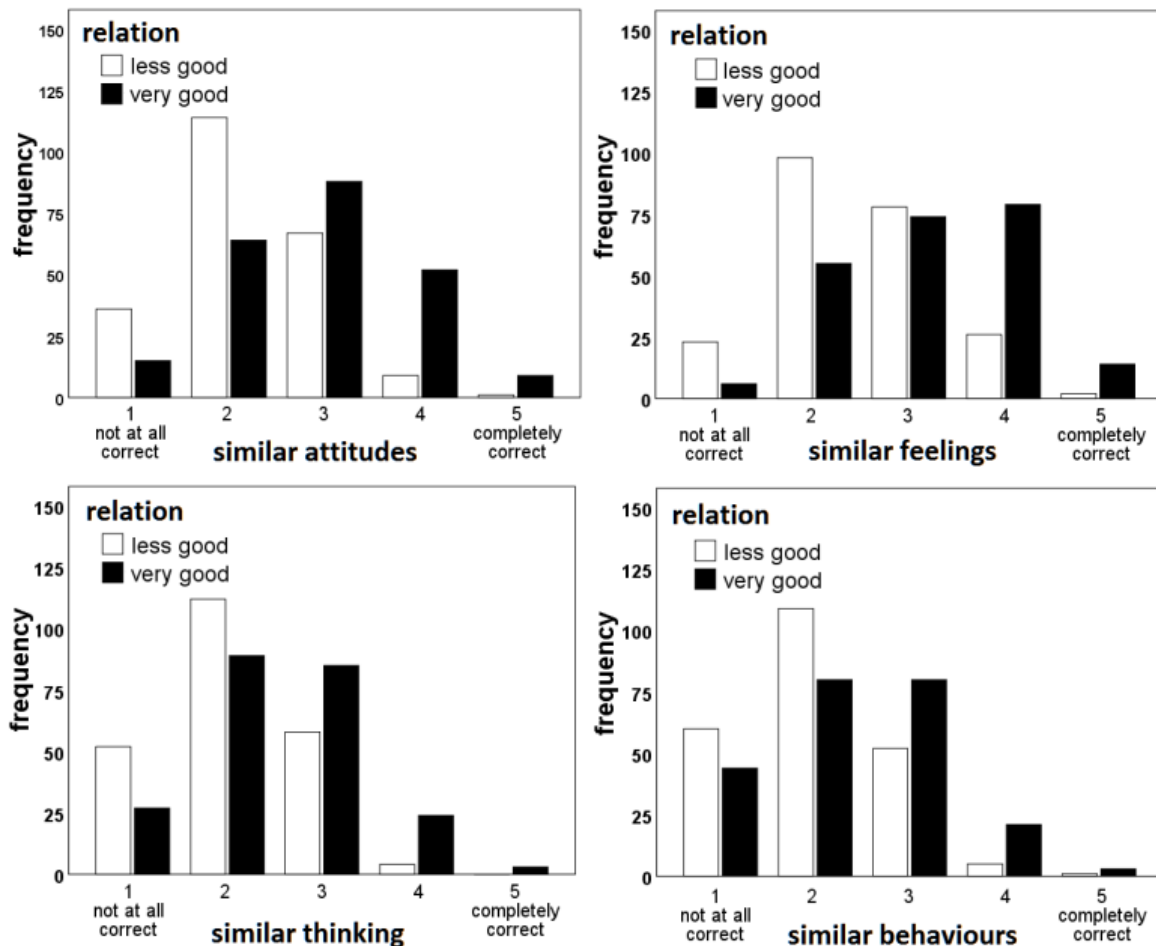 relation
less good
very good
150
125
100
75
50
25
0
frequency
1 2 3 4 5
not at all correct
completely correct
similar attitudes
relation
less good
very good
150
125
100
75
50
25
0
frequency
1 2 3 4 5
not at all correct
completely correct
similar feelings
relation
less good
very good
150
125
100
75
50
25
0
frequency
1 2 3 4 5
not at all correct
completely correct
similar thinking
relation
less good
very good
150
125
100
75
50
25
0
frequency
1 2 3 4 5
not at all correct
completely correct
similar behaviours